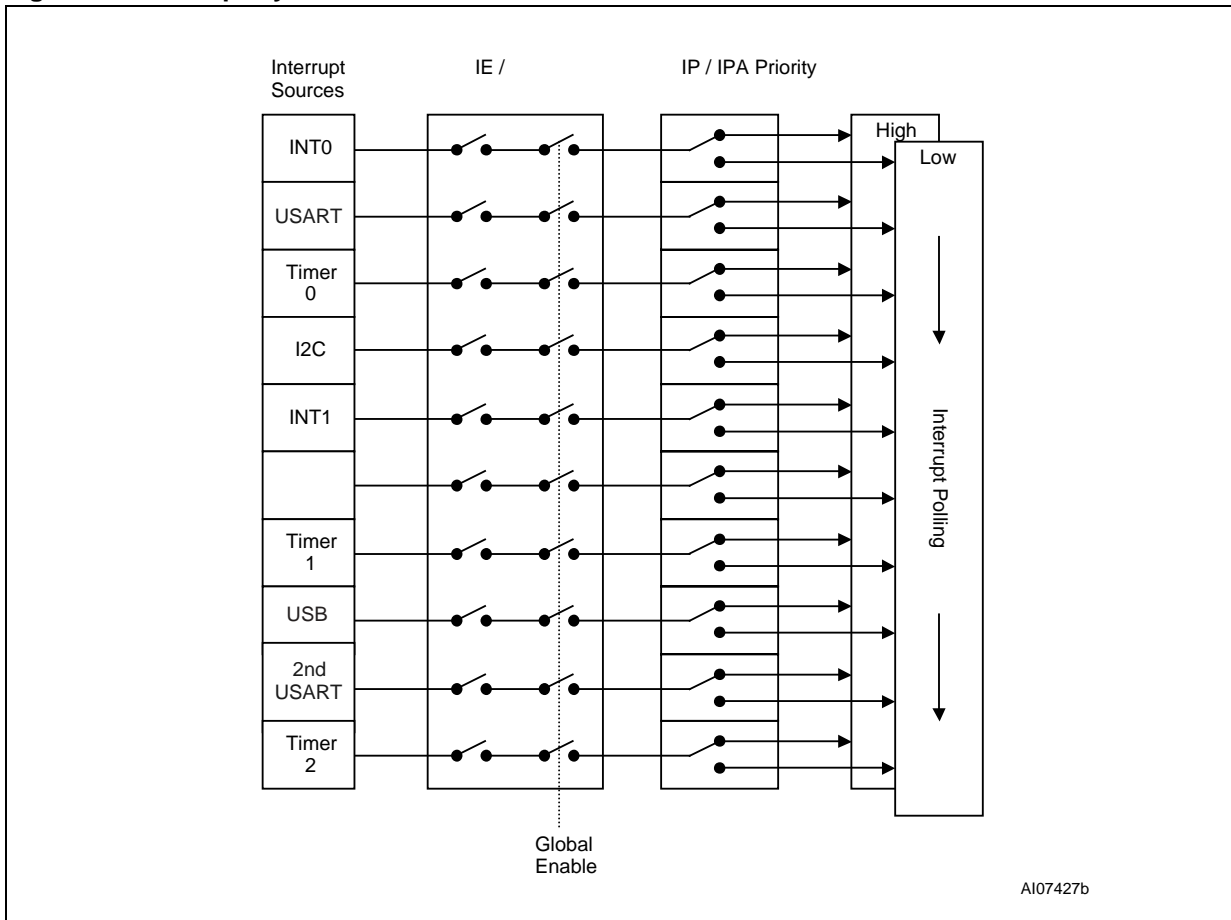 Interrupt
Sources
IE /
IP / IPA Priority
High
Low
INT0
USART
Timer
0
I2C
INT1
Timer
1
USB
2nd
USART
Timer
2
Interrupt Polling
Global
Enable
AI07427b